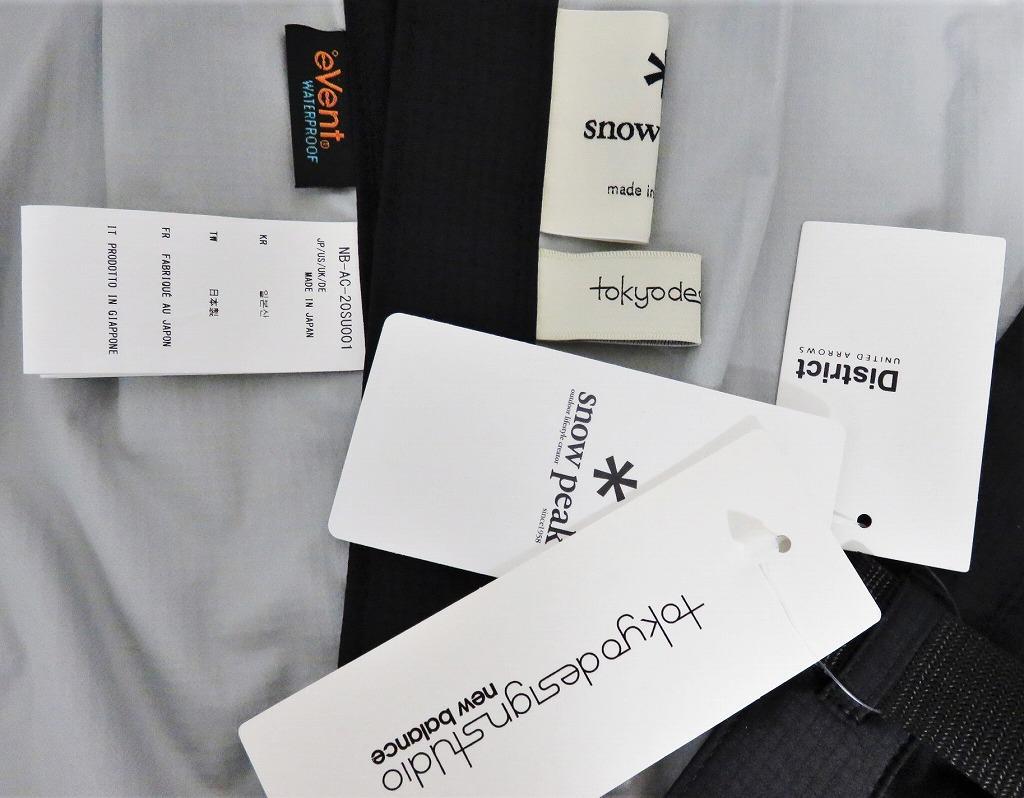 eVent®
WATERPROOF
snow
made in
tokyo des
NB-AC-20SU001
JP/US/UK/DE
MADE IN JAPAN
KR 일본산
TW 日本製
FR FABRIQUÉ AU JAPON
IT PRODOTTO IN GIAPPONE
snow peak
outdoor lifestyle creator
since1958
District
UNITED ARROWS
tokyodesignstudio
new balance